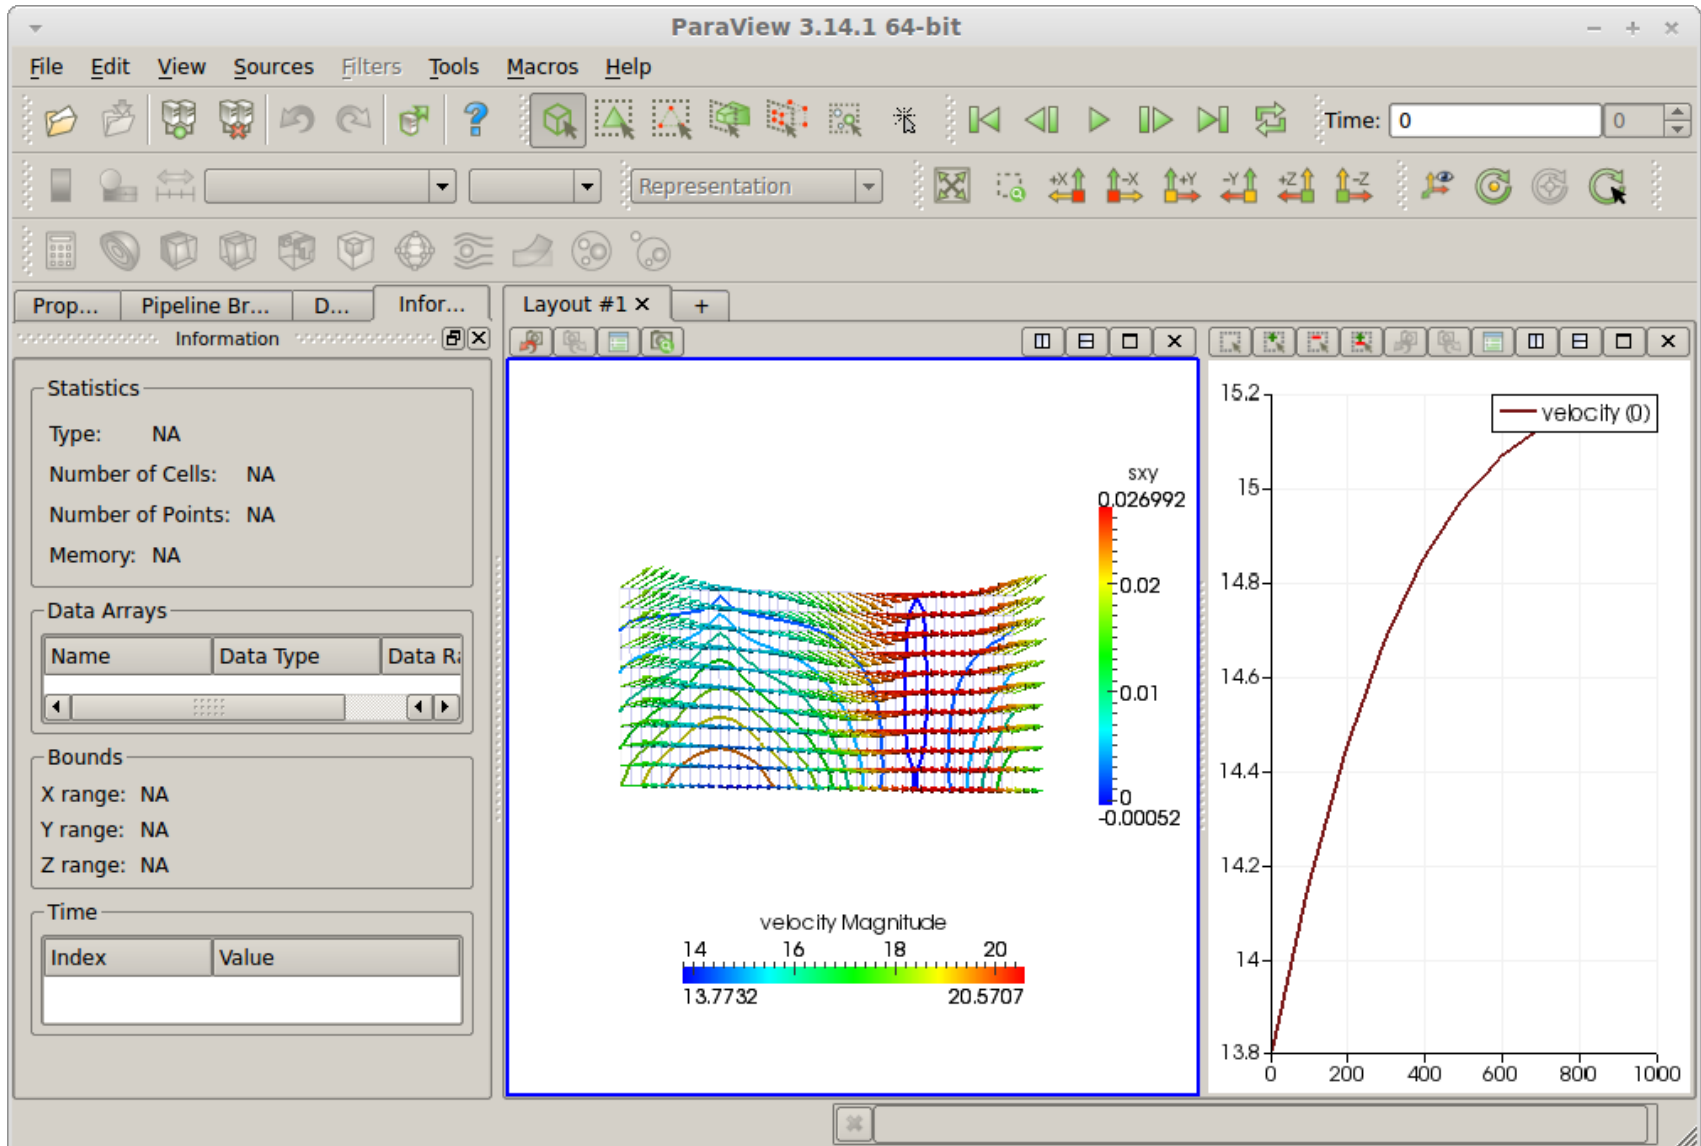 ParaView 3.14.1 64-bit
File Edit View Sources Filters Tools Macros Help
Time: 0 0
Representation +X -X +Y -Y +Z -Z
Prop... Pipeline Br... D... Infor...
Information
Statistics
Type: NA
Number of Cells: NA
Number of Points: NA
Memory: NA
Data Arrays
Name Data Type Data Ra
Bounds
X range: NA
Y range: NA
Z range: NA
Time
Index Value
Layout #1 +
sxy
0.026992
0.02
0.01
0
-0.00052
velocity Magnitude
14 16 18 20
13.7732 20.5707
velocity (0)
15.2
15
14.8
14.6
14.4
14.2
14
13.8
0 200 400 600 800 1000